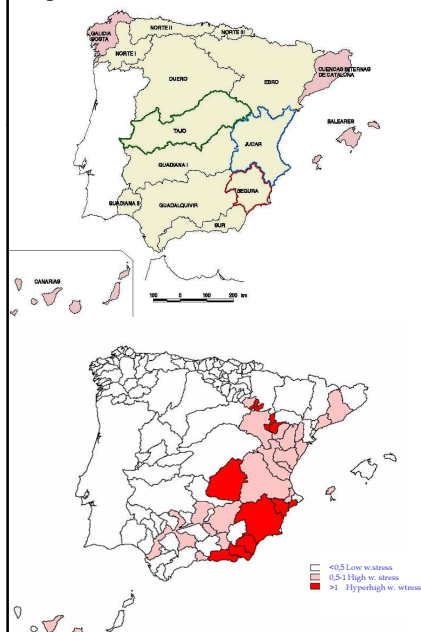 NORTE II
NORTE III
GALICIA
COSTA
NORTE I
DUERO
EBRO
CUENCAS INTERNAS
DE CATALUÑA
TAJO
BALEARES
JUCAR
GUADIANA I
SEGURA
GUADIANA II
GUADALQUIVIR
SUR
CANARIAS
100 0 100 200 km
<0,5 Low w.stress
0,5-1 High w. stress
>1 Hyperhigh w. wtress